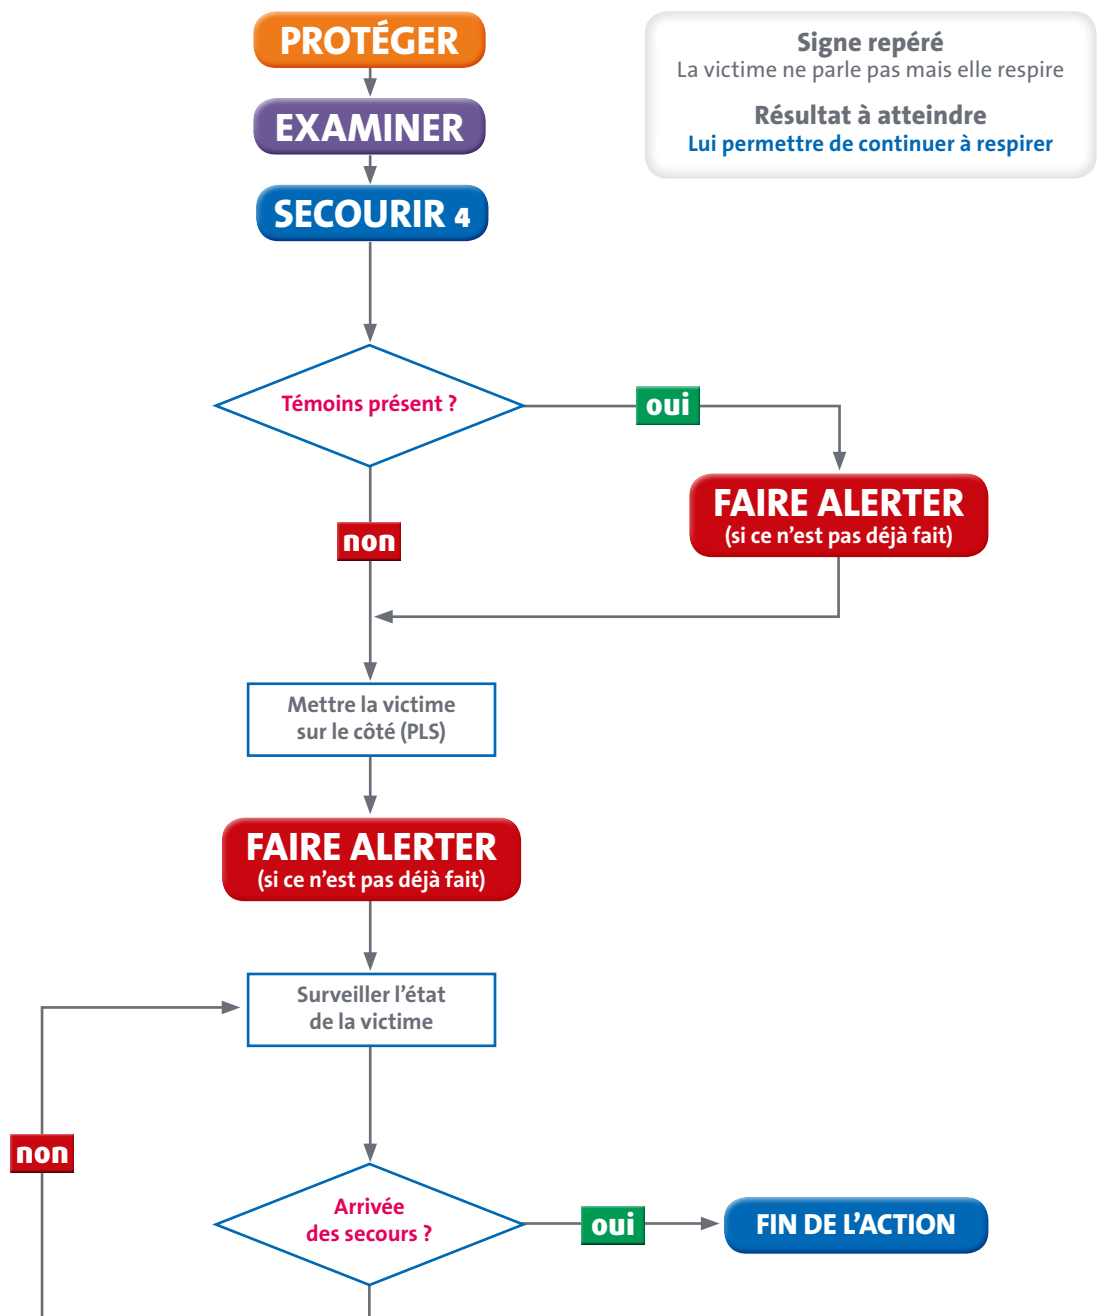 PROTÉGER
Signe repéré
La victime ne parle pas mais elle respire
EXAMINER
Résultat à atteindre
Lui permettre de continuer à respirer
SECOURIR 4
Témoins présent ?
oui
FAIRE ALERTER
(si ce n'est pas déjà fait)
non
Mettre la victime
sur le côté (PLS)
FAIRE ALERTER
(si ce n'est pas déjà fait)
Surveiller l'état
de la victime
non
Arrivée
des secours ?
oui
FIN DE L'ACTION